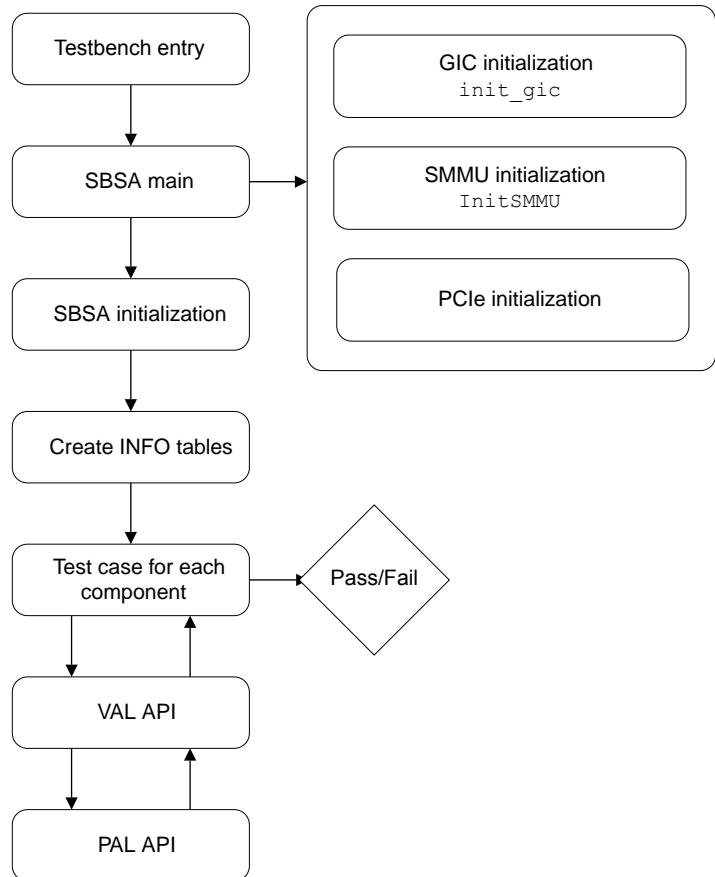 Testbench entry
GIC initialization
init_gic
SBSA main
SMMU initialization
InitSMMU
SBSA initialization
PCIe initialization
Create INFO tables
Test case for each
component
Pass/Fail
VAL API
PAL API